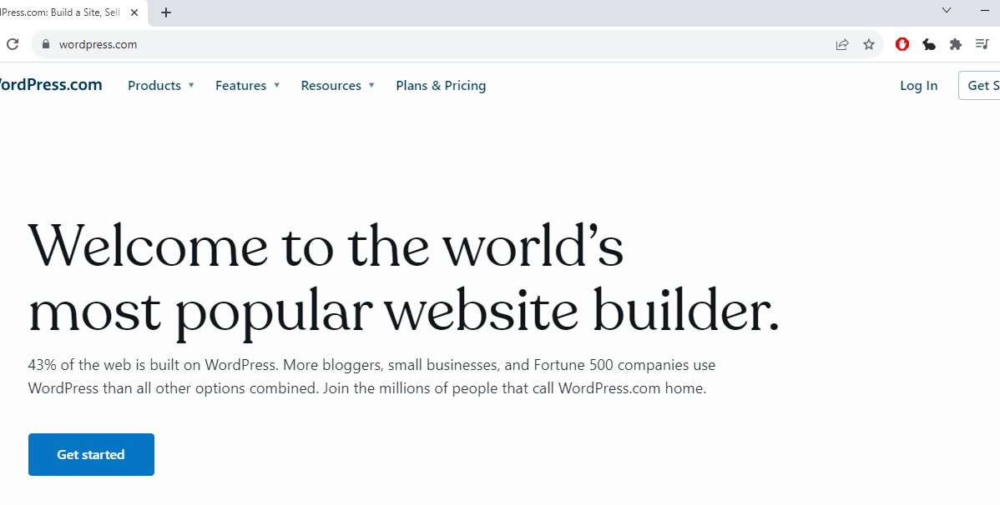 Press.com: Build a Site, Sell
wordpress.com
ordPress.com Products Features Resources Plans & Pricing Log In Get S
Welcome to the world’s
most popular website builder.
43% of the web is built on WordPress. More bloggers, small businesses, and Fortune 500 companies use
WordPress than all other options combined. Join the millions of people that call WordPress.com home.
Get started